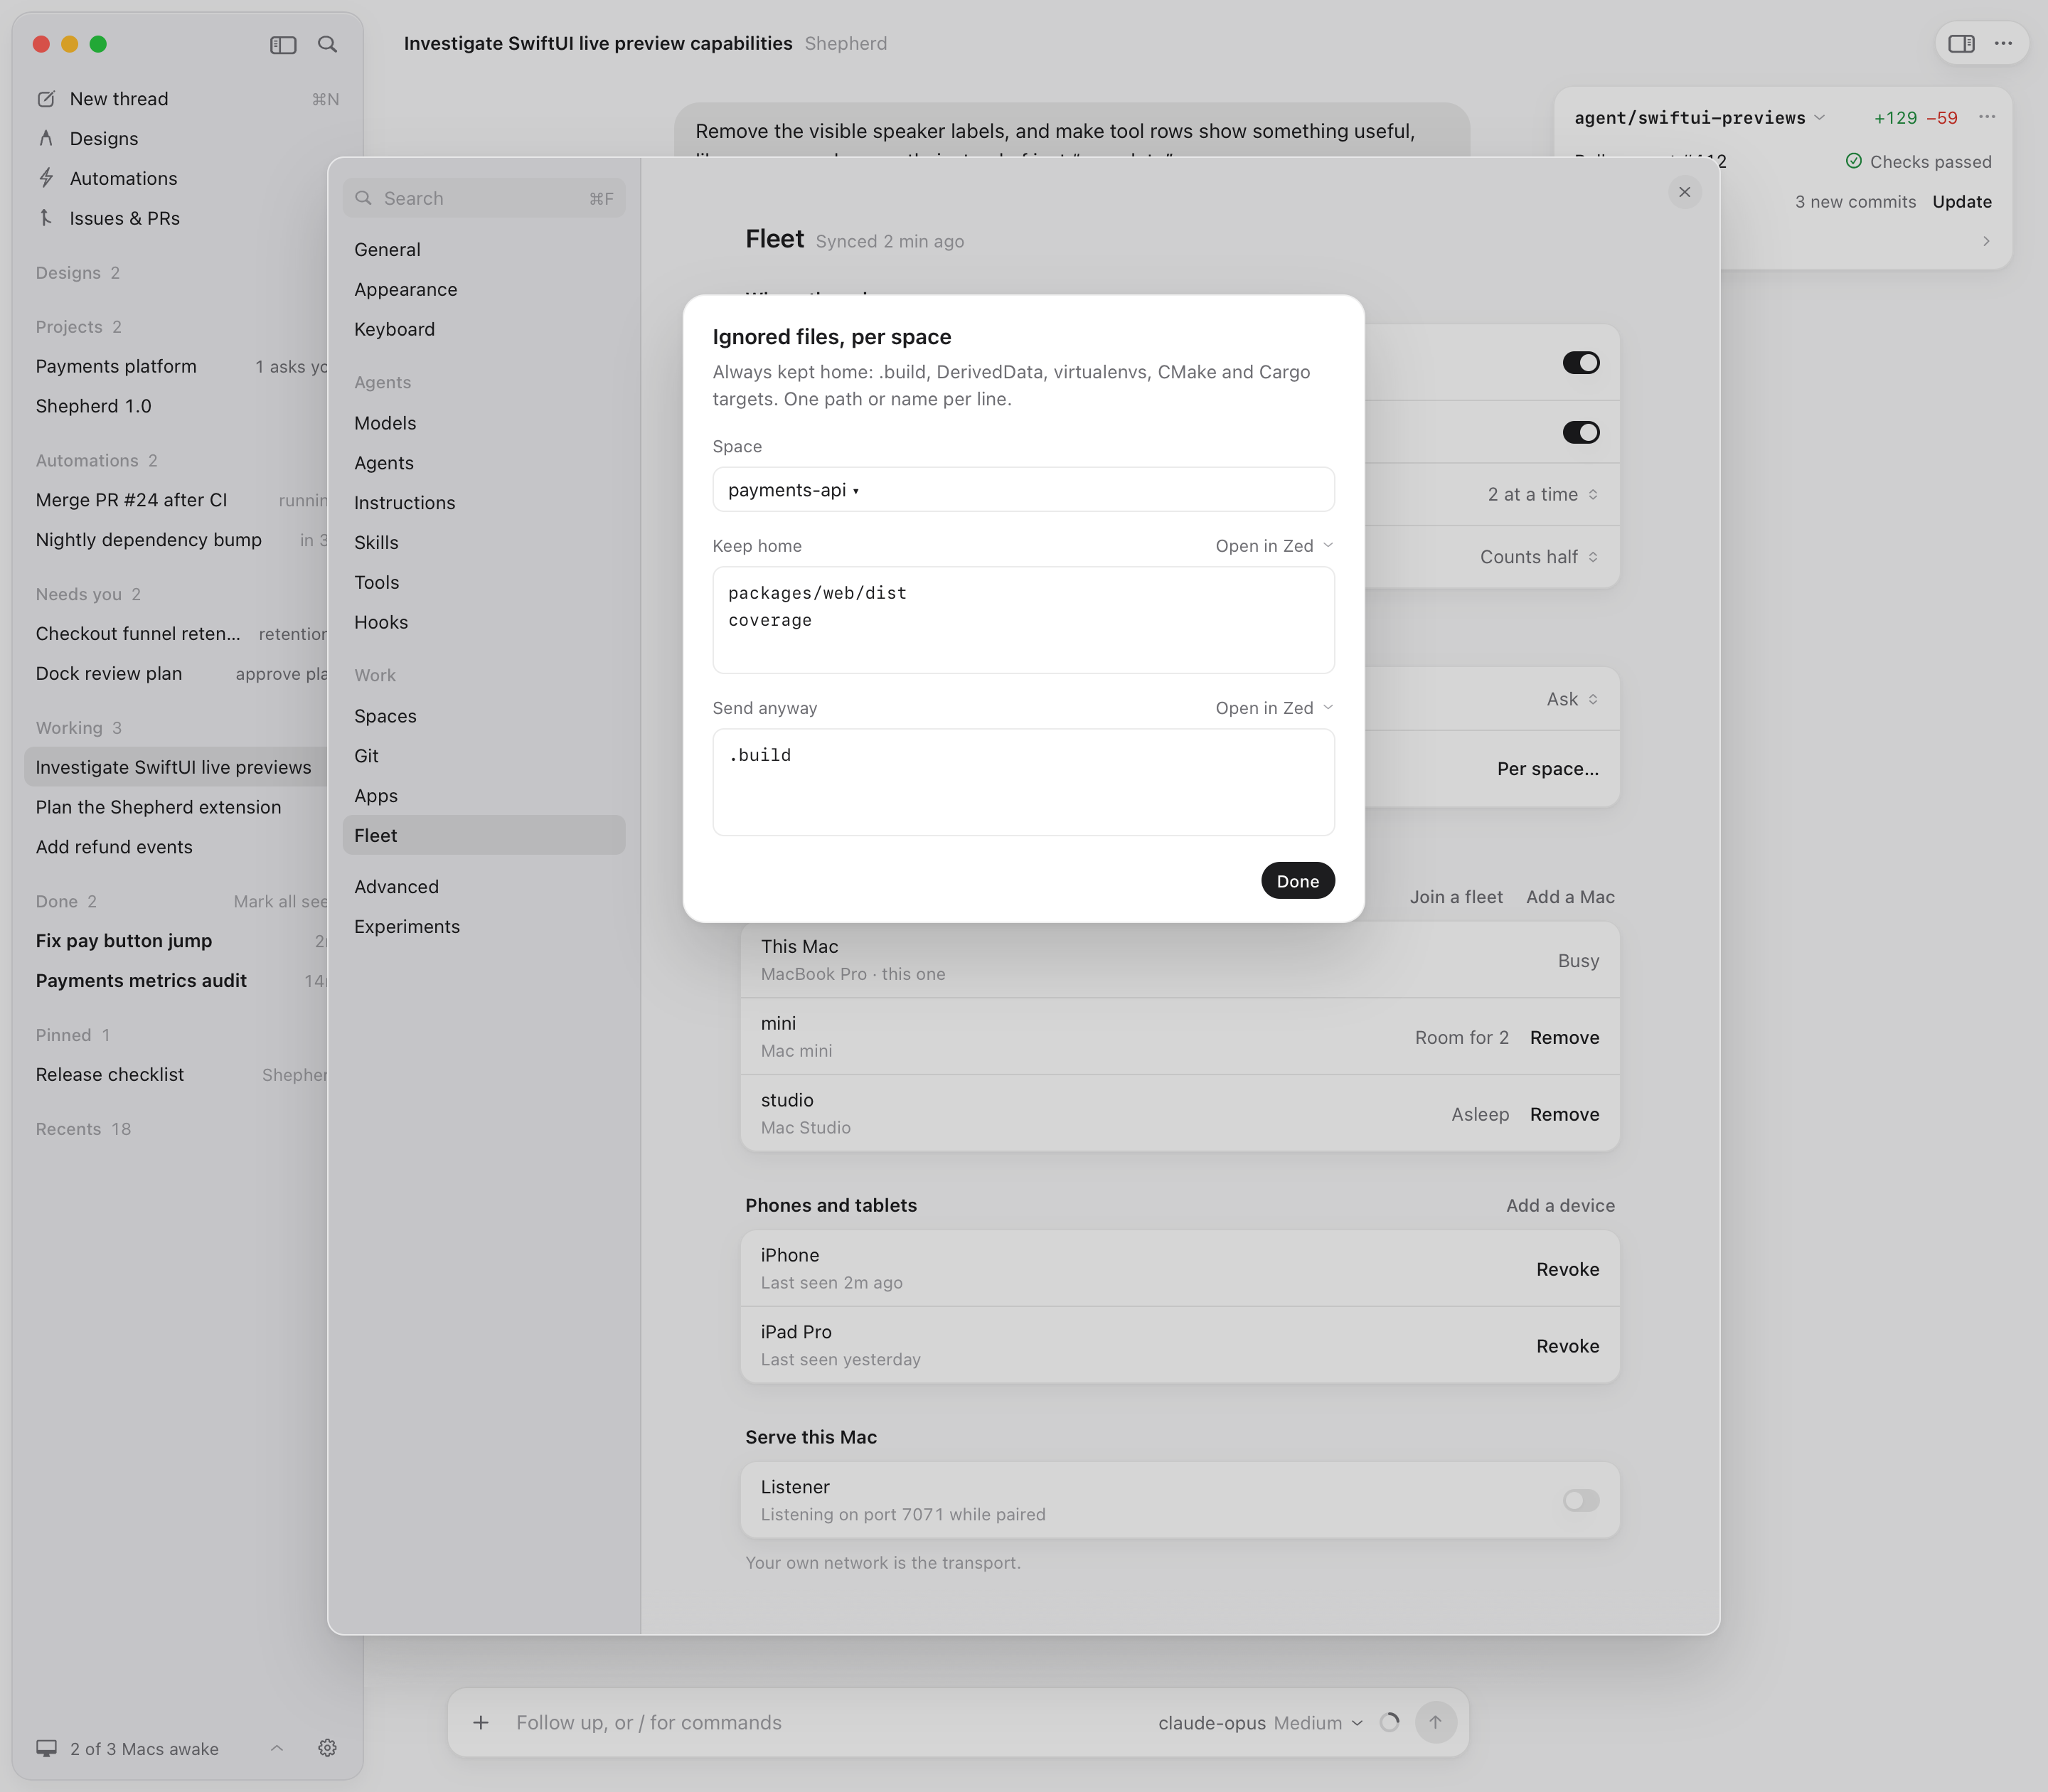 New thread ⌘N
Designs
Automations
Issues & PRs
Designs 2
Projects 2
Payments platform 1 asks
Shepherd 1.0
Automations 2
Merge PR #24 after CI
Nightly dependency bump in
Needs you 2
Checkout funnel reten...
Dock review plan approve
Working 3
Investigate SwiftUI live previews
Plan the Shepherd extension
Add refund events
Done 2 Mark all
Fix pay button jump
Payments metrics audit
Pinned 1
Release checklist
Recents 18
2 of 3 Macs awake
Investigate SwiftUI live preview capabilities Shepherd
Remove the visible speaker labels, and make tool rows show something useful,
agent/swiftui-previews +129 −59
Checks passed
3 new commits Update
Search ⌘F
General
Appearance
Keyboard
Agents
Models
Agents
Instructions
Skills
Tools
Hooks
Work
Spaces
Git
Apps
Fleet
Advanced
Experiments
Fleet Synced 2 min ago
2 at a time
Counts half
Ask
Per space...
Ignored files, per space
Always kept home: .build, DerivedData, virtualenvs, CMake and Cargo
targets. One path or name per line.
Space
payments-api
Keep home Open in Zed
packages/web/dist
coverage
Send anyway Open in Zed
.build
Done
Join a fleet Add a Mac
This Mac
MacBook Pro · this one
Busy
mini
Mac mini
Room for 2 Remove
studio
Mac Studio
Asleep Remove
Phones and tablets Add a device
iPhone
Last seen 2m ago
Revoke
iPad Pro
Last seen yesterday
Revoke
Serve this Mac
Listener
Listening on port 7071 while paired
Your own network is the transport.
Follow up, or / for commands
claude-opus Medium